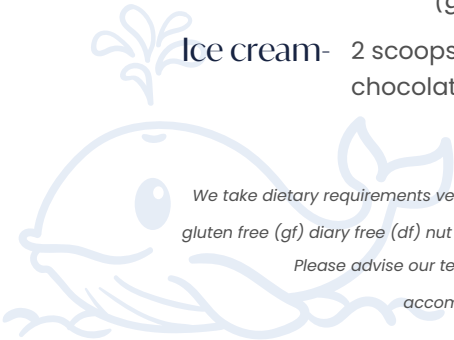 (g
Ice cream- 2 scoops
chocolat
We take dietary requirements ve
gluten free (gf) diary free (df) nut
Please advise our te
accom